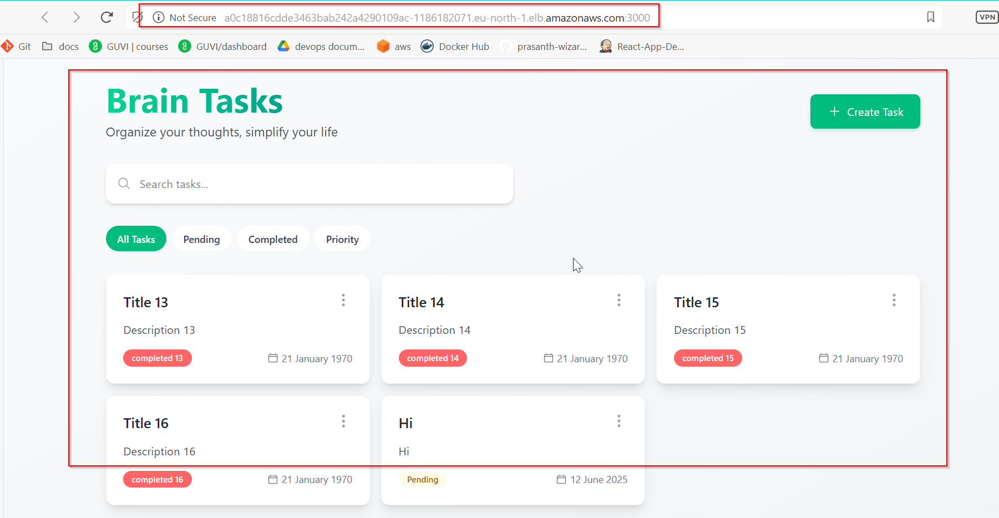 Not Secure a0c18816cdde3463bab242a4290109ac-1186182071.eu-north-1.elb.amazonaws.com:3000 VPN
Git docs GUVI | courses GUVI/dashboard devops docum... aws Docker Hub prasanth-wizar... React-App-De...
Brain Tasks
Create Task
Organize your thoughts, simplify your life
Search tasks...
All Tasks Pending Completed Priority
Title 13 Title 14 Title 15
Description 13 Description 14 Description 15
completed 13 21 January 1970 completed 14 21 January 1970 completed 15 21 January 1970
Title 16 Hi
Description 16 Hi
completed 16 21 January 1970 Pending 12 June 2025